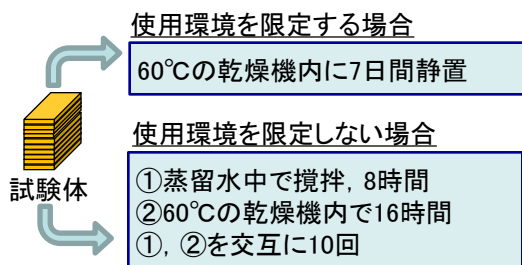 使用環境を限定する場合
60℃の乾燥機内に7日間静置
試験体
使用環境を限定しない場合
①蒸留水中で撹拌，8時間
②60℃の乾燥機内で16時間
①，②を交互に10回